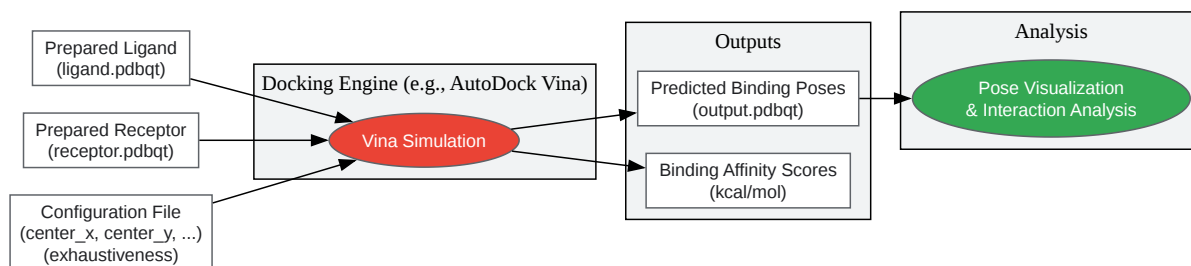 Prepared Ligand
(ligand.pdbqt)
Prepared Receptor
(receptor.pdbqt)
Configuration File
(center_x, center_y, ...)
(exhaustiveness)
Docking Engine (e.g., AutoDock Vina)
Vina Simulation
Outputs
Predicted Binding Poses
(output.pdbqt)
Binding Affinity Scores
(kcal/mol)
Analysis
Pose Visualization
& Interaction Analysis